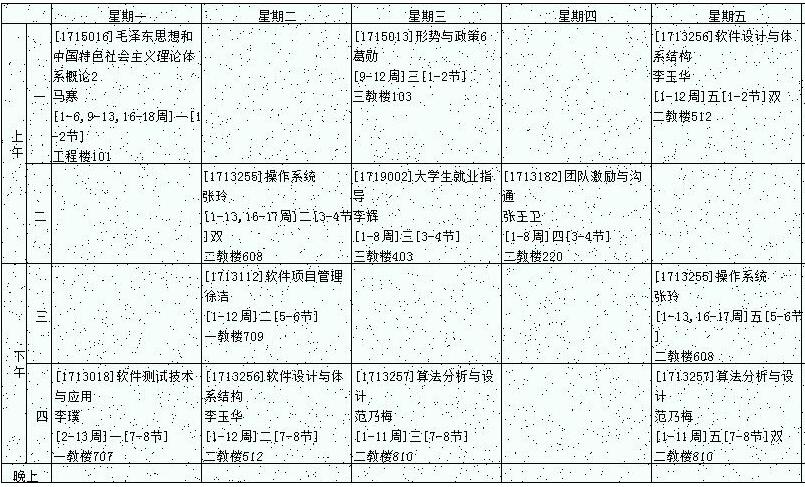 星期一 星期二 星期三 星期四 星期五
上午
一
[1715016]毛泽东思想和
中国特色社会主义理论体
系概论2
马寒
[1-6,9-13,16-18周]一[1
-2节]
工程楼101
[1715013]形势与政策6
葛勋
[9-12周]三[1-2节]
三教楼103
[1713256]软件设计与体
系结构
李玉华
[1-12周]五[1-2节]双
二教楼512
二
[1713255]操作系统
张玲
[1-13,16-17周]二[3-4节
]双
二教楼608
[1719002]大学生就业指
导
李辉
[1-8周]三[3-4节]
三教楼403
[1713182]团队激励与沟
通
张王卫
[1-8周]四[3-4节]
二教楼220
下午
三
[1713112]软件项目管理
徐洁
[1-12周]二[5-6节]
一教楼709
[1713255]操作系统
张玲
[1-13,16-17周]五[5-6节
]
二教楼608
四
[1713018]软件测试技术
与应用
李璞
[2-13周]一[7-8节]
一教楼707
[1713256]软件设计与体
系结构
李玉华
[1-12周]二[7-8节]
二教楼512
[1713257]算法分析与设
计
范乃梅
[1-11周]三[7-8节]
二教楼810
[1713257]算法分析与设
计
范乃梅
[1-11周]五[7-8节]双
二教楼810
晚上